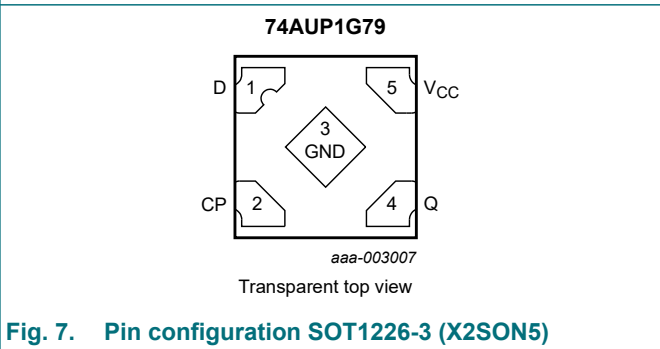 74AUP1G79
D 1 5 VCC
3
GND
CP 2 4 Q
aaa-003007
Transparent top view
Fig. 7. Pin configuration SOT1226-3 (X2SON5)